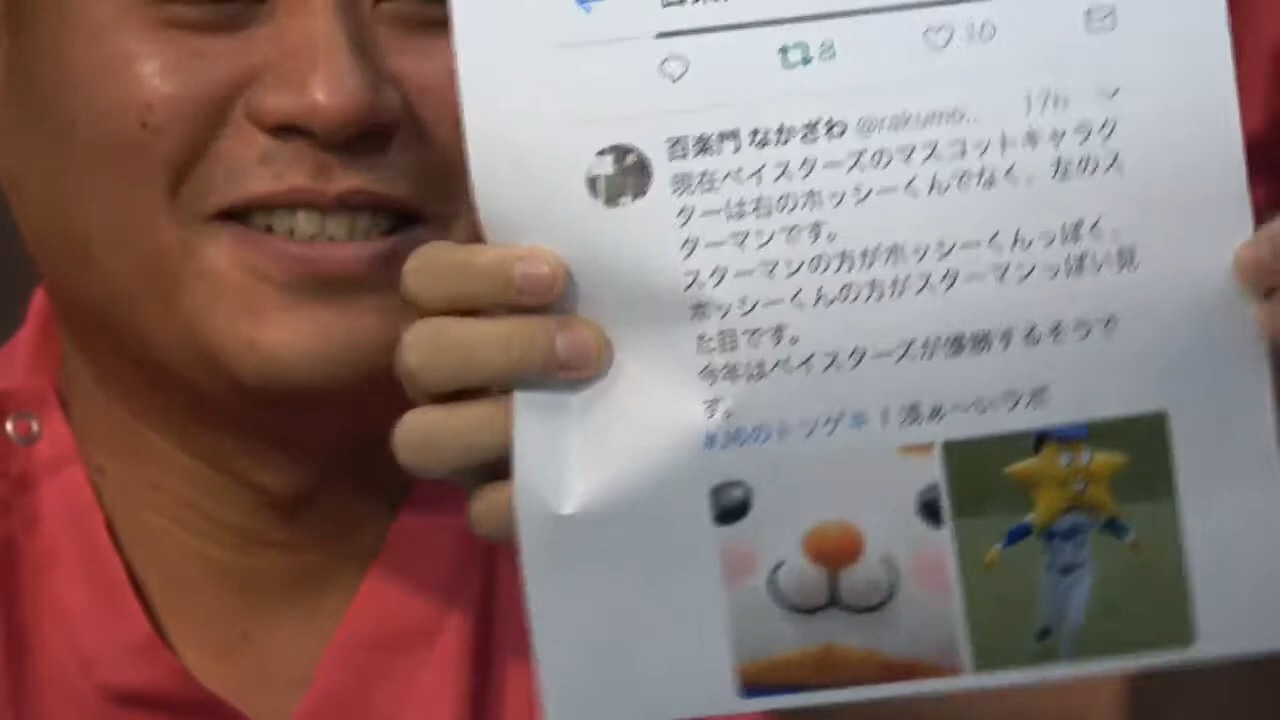 8
10
百楽門 なかざわ @rakumo.. 17h
現在ベイスターズのマスコットキャラク
ターは右のホッシーくんでなく、左のス
ターマンです。
スターマンの方がホッシーくんっぽく、
ホッシーくんの方がスターマンっぽい見
た目です。
今年はベイスターズが優勝するそうで
す。